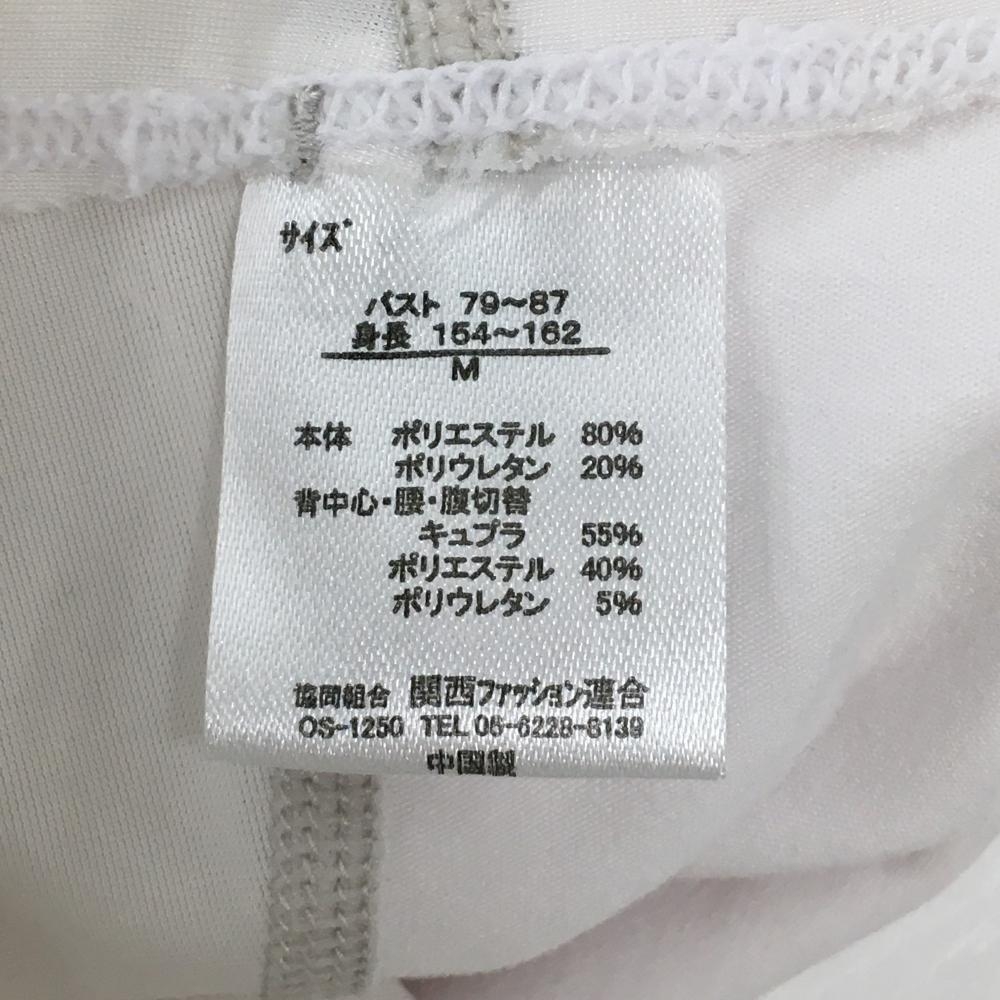 サイズ
バスト 79〜87
身長 154〜162
M
本体 ポリエステル 80%
ポリウレタン 20%
背中心・腰・腹切替
キュプラ 55%
ポリエステル 40%
ポリウレタン 5%
協同組合 関西ファッション連合
OS-1250 TEL 06-6228-8139
中国製